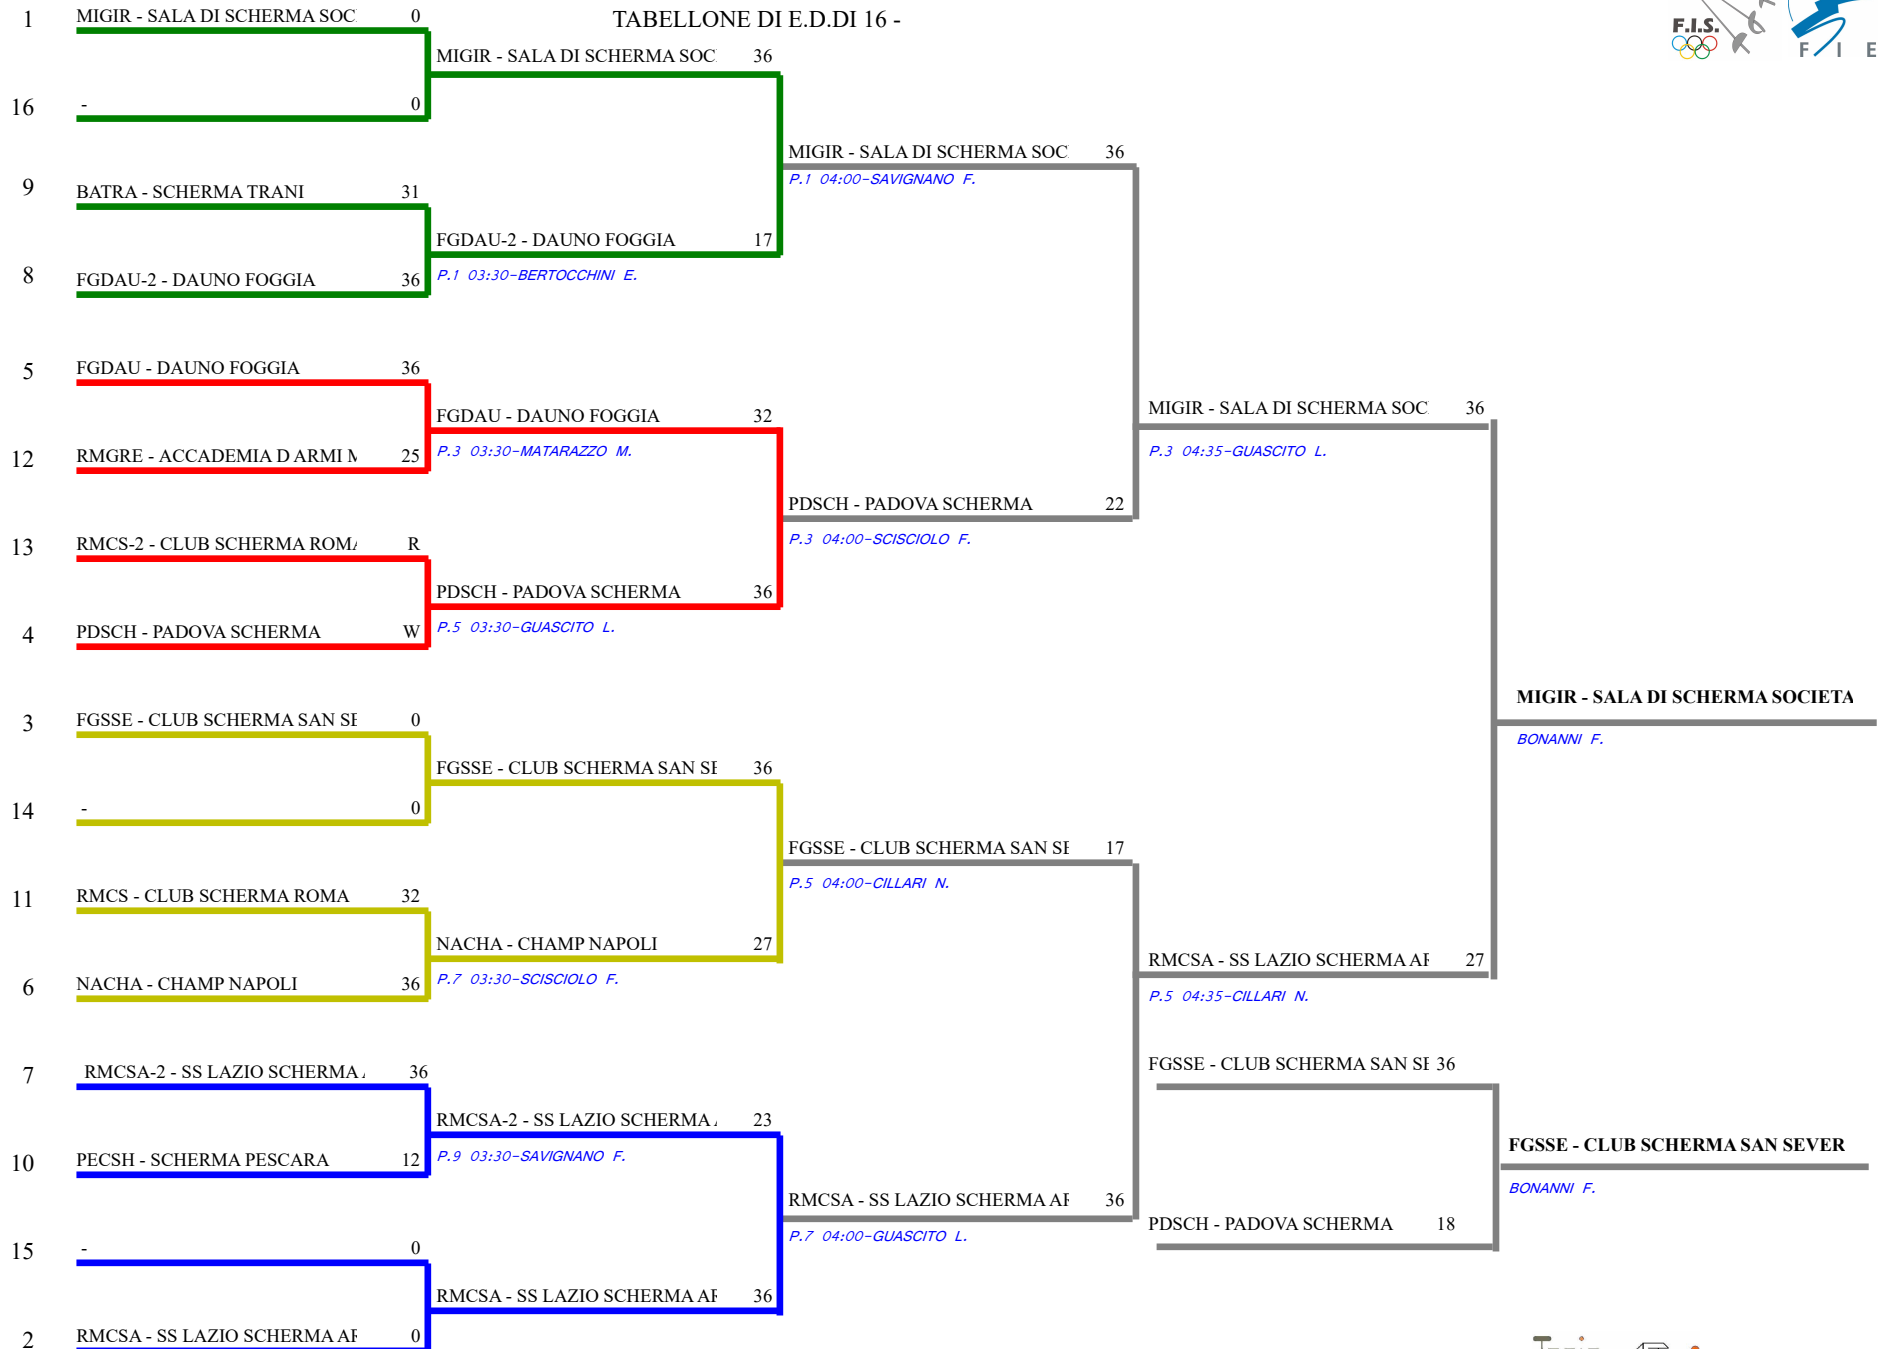 TABELLONE DI E.D.DI 16 -
F.I.S.
F I E
1 MIGIR - SALA DI SCHERMA SOC 0
MIGIR - SALA DI SCHERMA SOC 36
16 - 0
MIGIR - SALA DI SCHERMA SOC 36
P.1 04:00-SAVIGNANO F.
9 BATRA - SCHERMA TRANI 31
FGDAU-2 - DAUNO FOGGIA 17
P.1 03:30-BERTOCCHINI E.
8 FGDAU-2 - DAUNO FOGGIA 36
5 FGDAU - DAUNO FOGGIA 36
FGDAU - DAUNO FOGGIA 32
P.3 03:30-MATARAZZO M.
MIGIR - SALA DI SCHERMA SOC 36
P.3 04:35-GUASCITO L.
12 RMGRE - ACCADEMIA D ARMI 25
PDSCH - PADOVA SCHERMA 22
P.3 04:00-SCISCIOLO F.
13 RMCS-2 - CLUB SCHERMA ROMA R
PDSCH - PADOVA SCHERMA 36
P.5 03:30-GUASCITO L.
4 PDSCH - PADOVA SCHERMA W
MIGIR - SALA DI SCHERMA SOCIETA
BONANNI F.
3 FGSSE - CLUB SCHERMA SAN SE 0
FGSSE - CLUB SCHERMA SAN SE 36
14 - 0
FGSSE - CLUB SCHERMA SAN SE 17
P.5 04:00-CILLARI N.
11 RMCS - CLUB SCHERMA ROMA 32
NACHA - CHAMP NAPOLI 27
P.7 03:30-SCISCIOLO F.
RMCSA - SS LAZIO SCHERMA AR 27
P.5 04:35-CILLARI N.
6 NACHA - CHAMP NAPOLI 36
7 RMCSA-2 - SS LAZIO SCHERMA 36
FGSSE - CLUB SCHERMA SAN SE 36
RMCSA-2 - SS LAZIO SCHERMA 23
P.9 03:30-SAVIGNANO F.
FGSSE - CLUB SCHERMA SAN SEVER
BONANNI F.
10 PECSH - SCHERMA PESCARA 12
RMCSA - SS LAZIO SCHERMA AR 36
P.7 04:00-GUASCITO L.
PDSCH - PADOVA SCHERMA 18
15 - 0
RMCSA - SS LAZIO SCHERMA AR 36
2 RMCSA - SS LAZIO SCHERMA AR 0